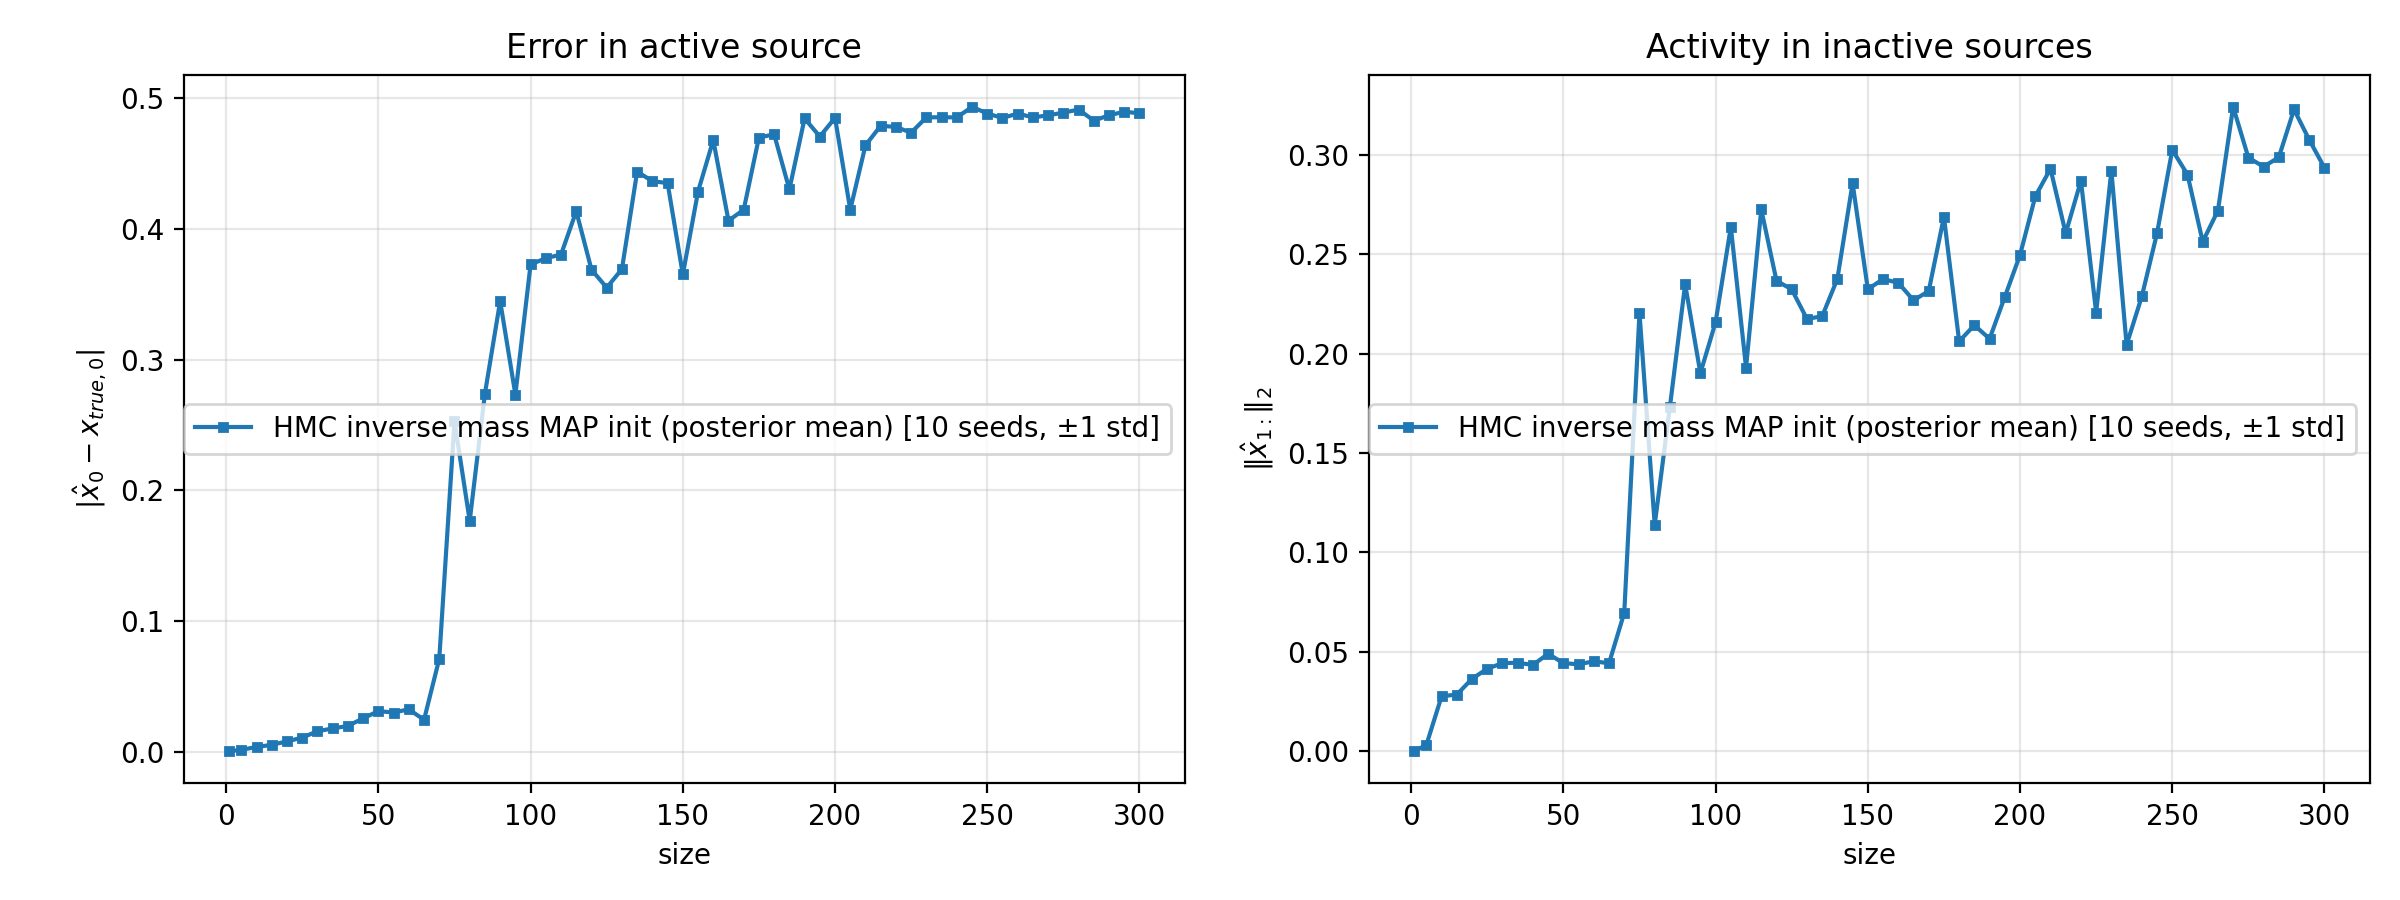 Error in active source
|x̂₀ − x_{true,0}|
0.5
0.4
0.3
0.2
0.1
0.0
HMC inverse mass MAP init (posterior mean) [10 seeds, ±1 std]
0 50 100 150 200 250 300
size
Activity in inactive sources
‖x̂₁:‖₂
0.30
0.25
0.20
0.15
0.10
0.05
0.00
HMC inverse mass MAP init (posterior mean) [10 seeds, ±1 std]
0 50 100 150 200 250 300
size